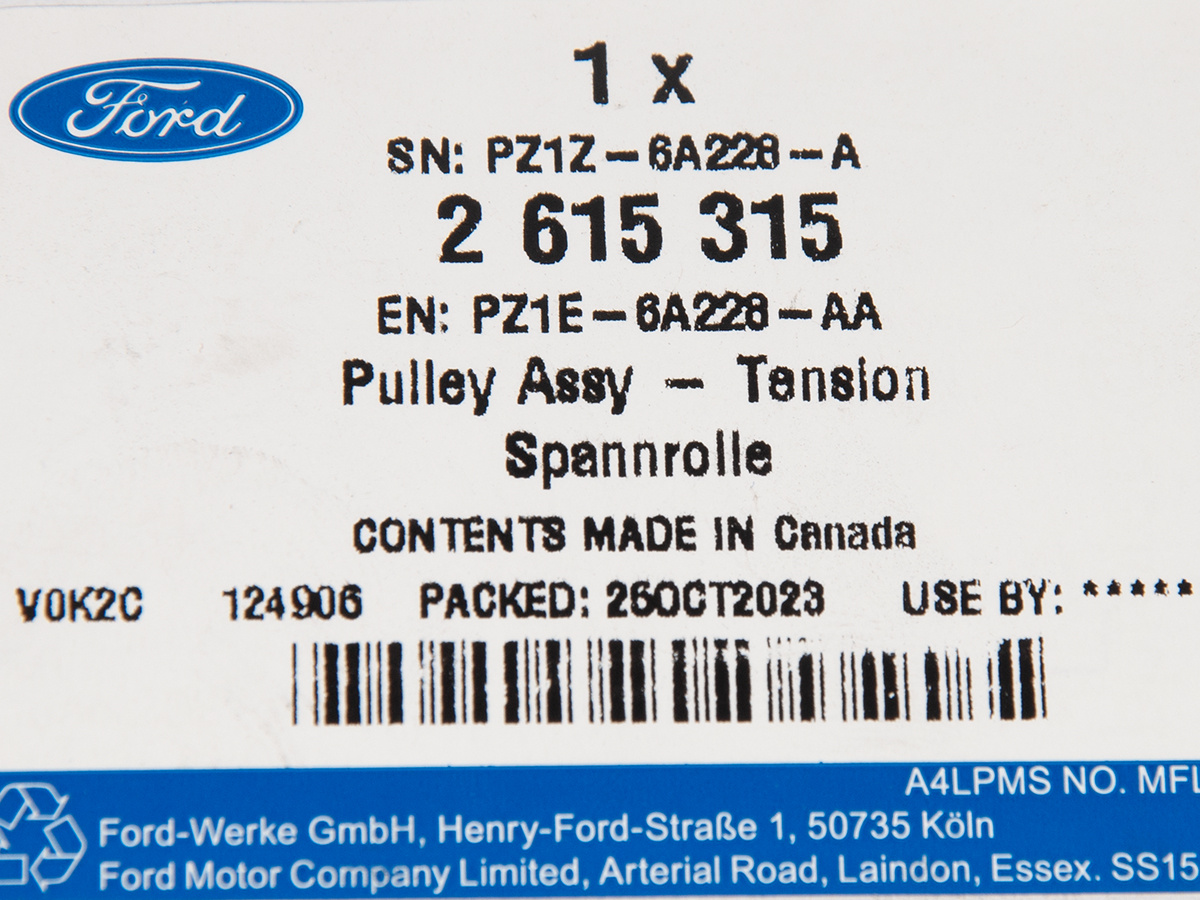 Ford
1 x
SN: PZ1Z-6A228-A
2 615 315
EN: PZ1E-6A228-AA
Pulley Assy - Tension
Spannrolle
CONTENTS MADE IN Canada
V0K2C 124906 PACKED: 26OCT2023 USE BY: *****
A4LPMS NO. MFL
Ford-Werke GmbH, Henry-Ford-Straße 1, 50735 Köln
Ford Motor Company Limited, Arterial Road, Laindon, Essex. SS15